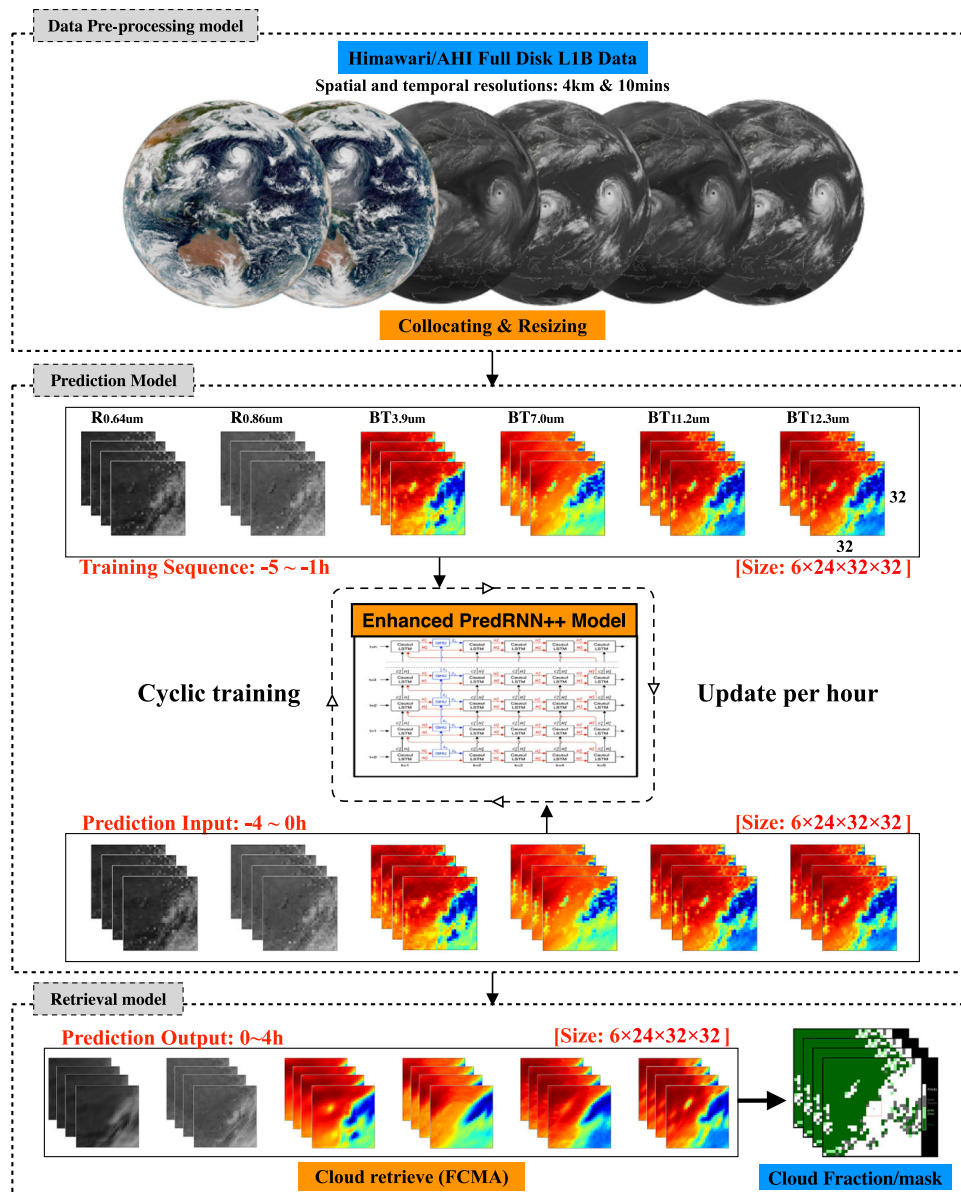 Data Pre-processing model
Himawari/AHI Full Disk L1B Data
Spatial and temporal resolutions: 4km & 10mins
Collocating & Resizing
Prediction Model
R0.64um R0.86um BT3.9um BT7.0um BT11.2um BT12.3um
32
32
Training Sequence: -5 ~ -1h [Size: 6×24×32×32]
Enhanced PredRNN++ Model
Cyclic training
Update per hour
Prediction Input: -4 ~ 0h [Size: 6×24×32×32]
Retrieval model
Prediction Output: 0~4h [Size: 6×24×32×32]
Cloud retrieve (FCMA)
Cloud Fraction/mask